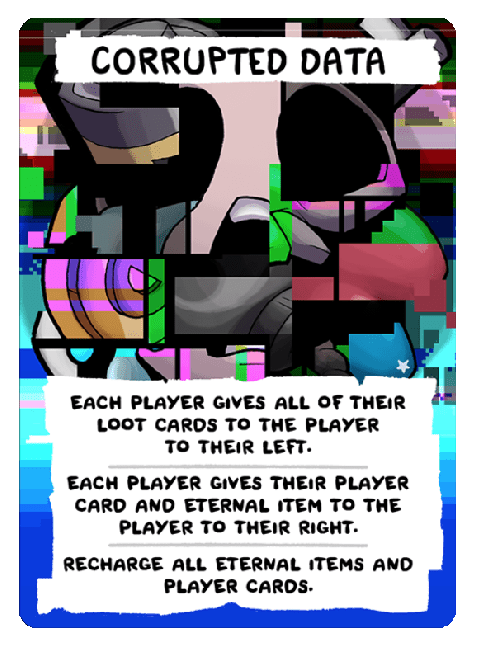 CORRUPTED DATA
EACH PLAYER GIVES ALL OF THEIR
LOOT CARDS TO THE PLAYER
TO THEIR LEFT.
EACH PLAYER GIVES THEIR PLAYER
CARD AND ETERNAL ITEM TO THE
PLAYER TO THEIR RIGHT.
RECHARGE ALL ETERNAL ITEMS AND
PLAYER CARDS.